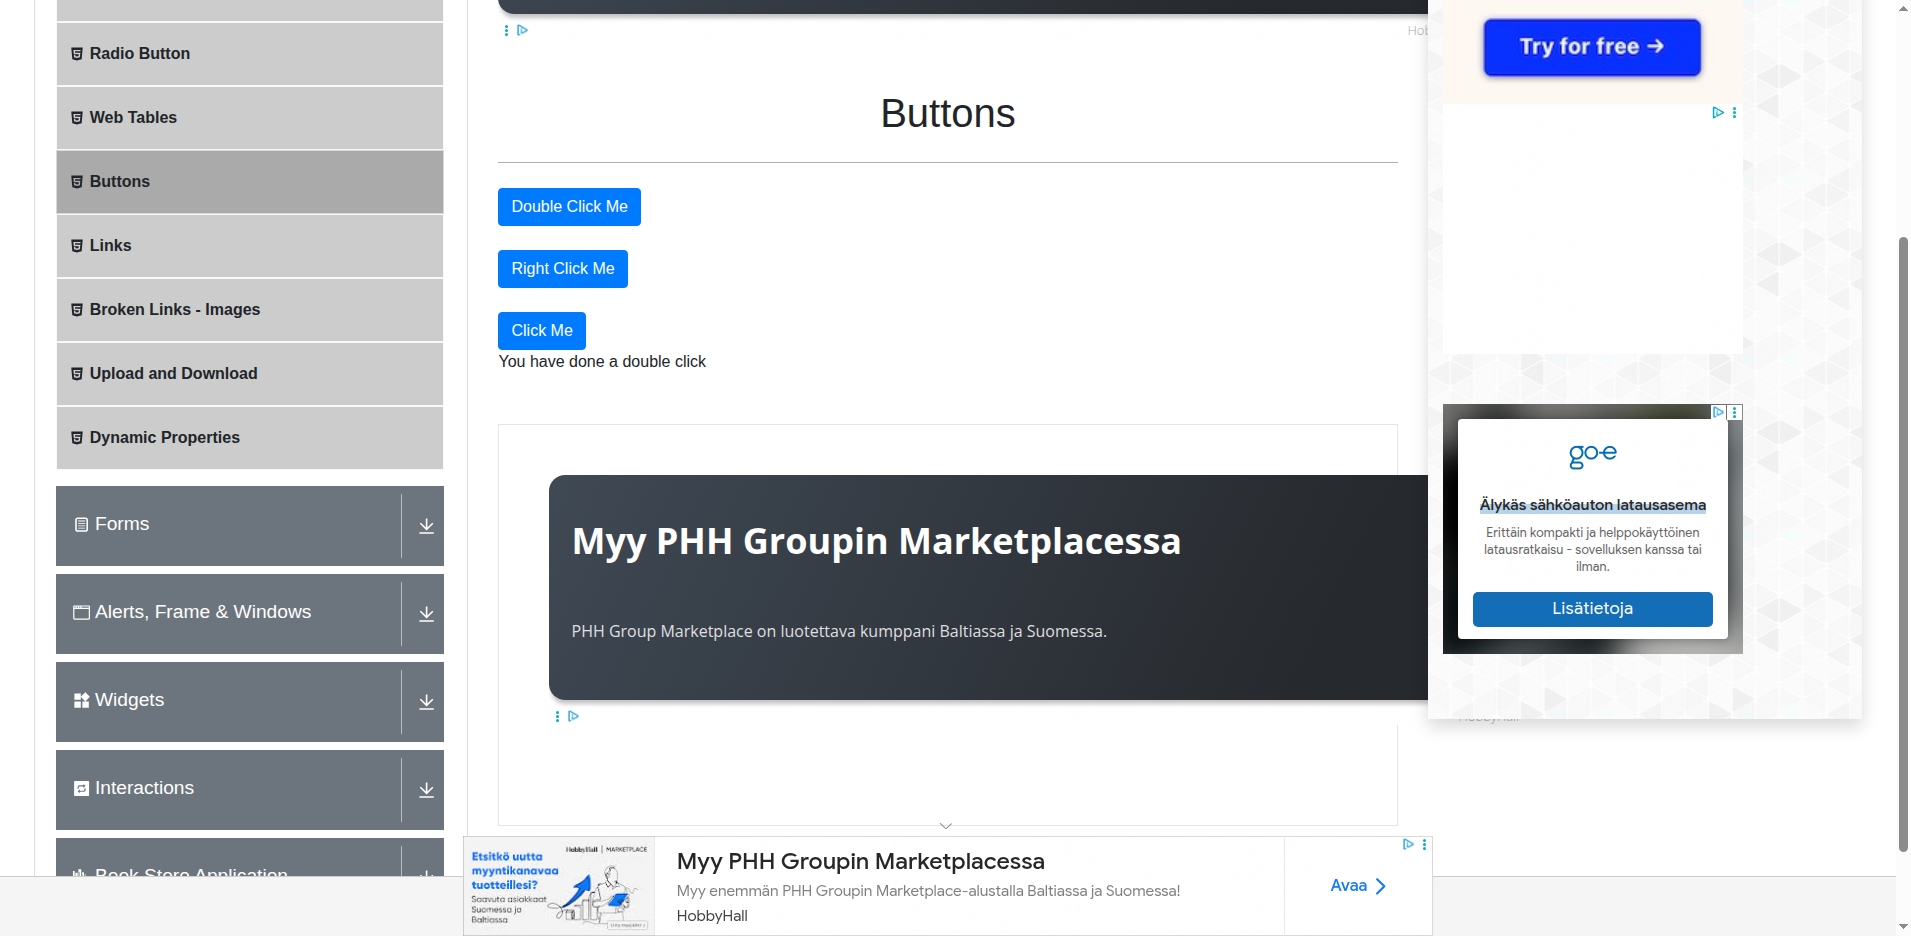 Radio Button
Web Tables
Buttons
Links
Broken Links - Images
Upload and Download
Dynamic Properties
Forms
Alerts, Frame & Windows
Widgets
Interactions
Book Store Application
Buttons
Double Click Me
Right Click Me
Click Me
You have done a double click
Myy PHH Groupin Marketplacessa
PHH Group Marketplace on luotettava kumppani Baltiassa ja Suomessa.
Try for free →
go-e
Älykäs sähköauton latausasema
Erittäin kompakti ja helppokäyttöinen
latausratkaisu - sovelluksen kanssa tai
ilman.
Lisätietoja
HobbyHall
HobbyHall | MARKETPLACE
Etsitkö uutta
myyntikanavaa
tuotteillesi?
Saavuta asiakkaat
Suomessa ja
Baltiassa
Myy PHH Groupin Marketplacessa
Myy enemmän PHH Groupin Marketplace-alustalla Baltiassa ja Suomessa!
HobbyHall
Avaa